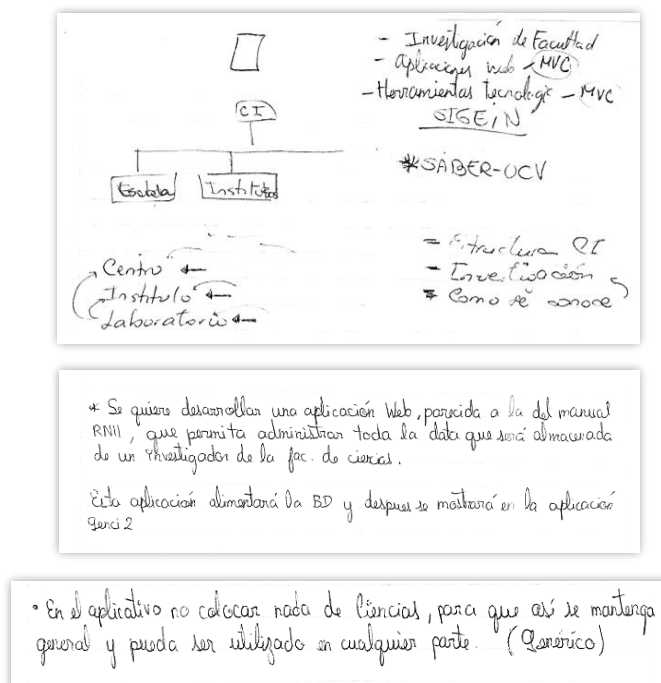 - Investigación de Facultad
- aplicaciones web - MVC
- Herramientas tecnologic - MVC
SIGEIN
*SABER-UCV
CI
Escuela Institutos
Centro
Instituto
Laboratorio
- Estructura CI
- Investigación
* Como se conoce
* Se quiere desarrollar una aplicación Web, parecida a la del manual
RNII, que permita administrar toda la data que será almacenada
de un investigador de la fac. de ciencias.
Esta aplicación alimentará la BD y despues se mostrará en la aplicación
genci 2
• En el aplicativo no colocar nada de Ciencias, para que así se mantenga
general y pueda ser utilizado en cualquier parte. (Genérico)